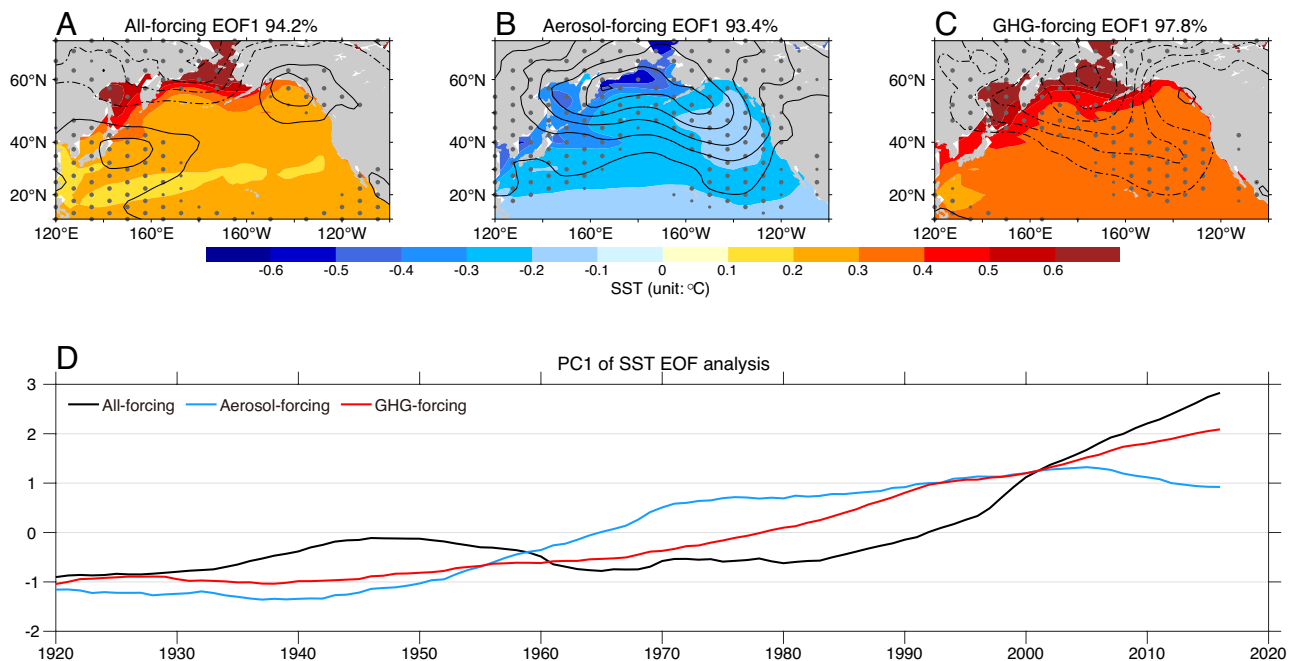 A B C
All-forcing EOF1 94.2% Aerosol-forcing EOF1 93.4% GHG-forcing EOF1 97.8%
60°N 60°N 60°N
40°N 40°N 40°N
20°N 20°N 20°N
120°E 160°E 160°W 120°W 120°E 160°E 160°W 120°W 120°E 160°E 160°W 120°W
-0.6 -0.5 -0.4 -0.3 -0.2 -0.1 0 0.1 0.2 0.3 0.4 0.5 0.6
SST (unit: °C)
D
PC1 of SST EOF analysis
3
All-forcing Aerosol-forcing GHG-forcing
2
1
0
-1
-2
1920 1930 1940 1950 1960 1970 1980 1990 2000 2010 2020